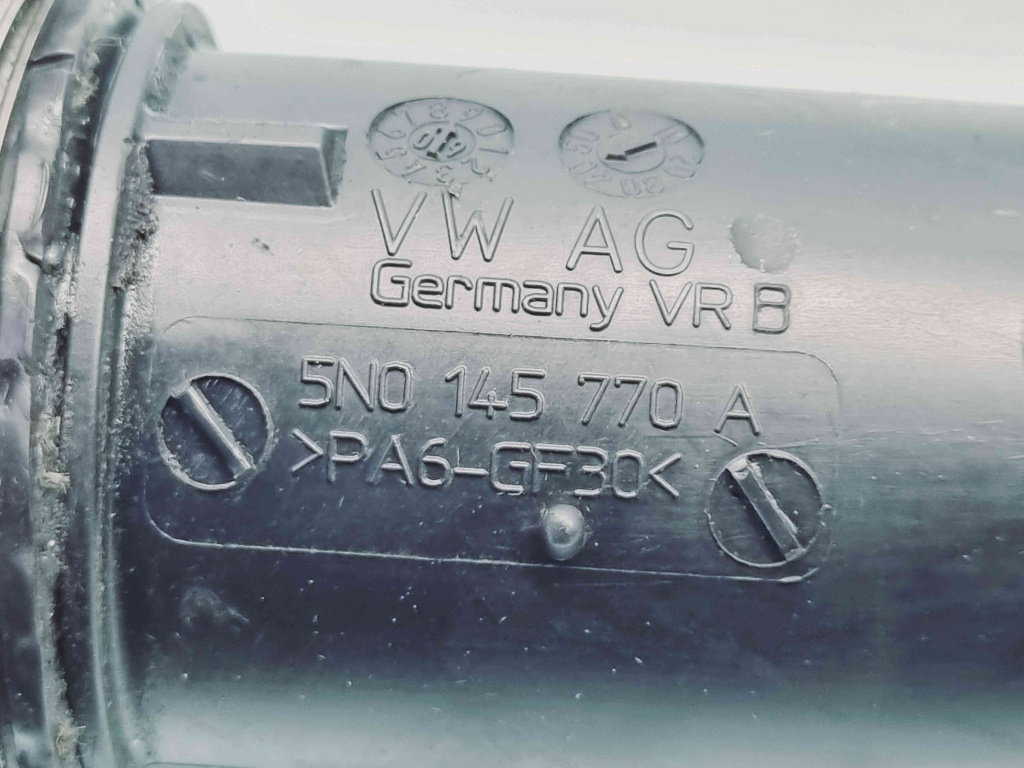 VW AG
Germany VR B
5N0 145 770 A
>PA6-GF30<